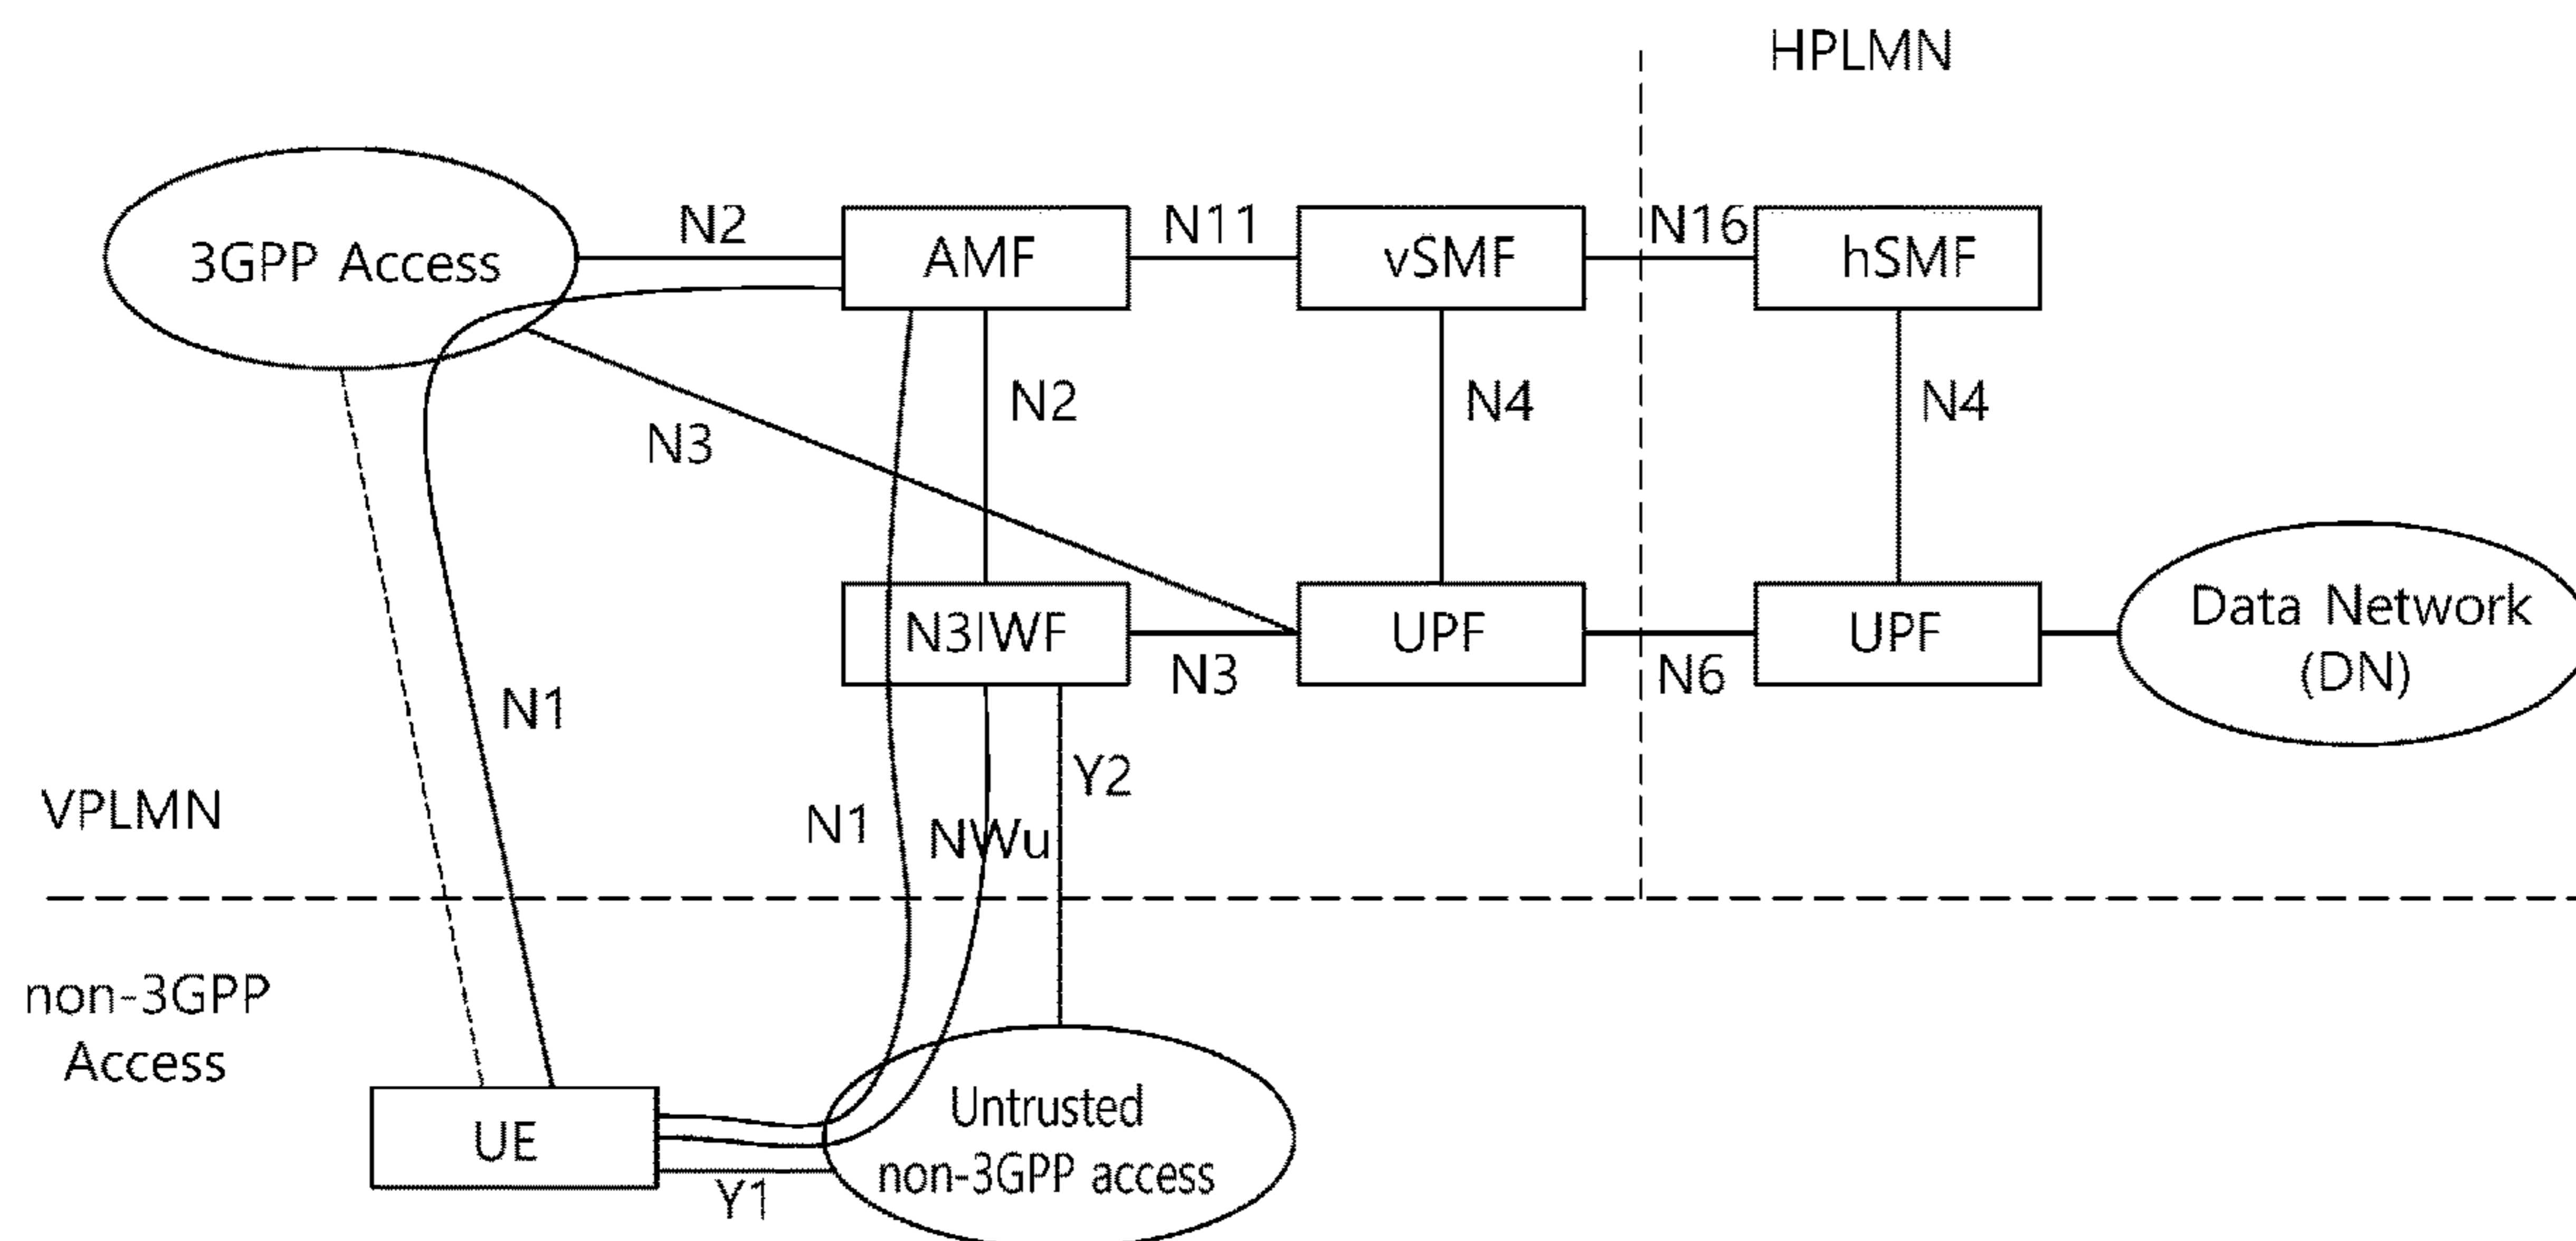 HPLMN
3GPP Access
N2
AMF
N11
vSMF
N16
hSMF
N3
N2
N4
N4
N1
N3IWF
N3
UPF
N6
UPF
Data Network
(DN)
VPLMN
N1
NWu
Y2
non-3GPP
Access
UE
Y1
Untrusted
non-3GPP access